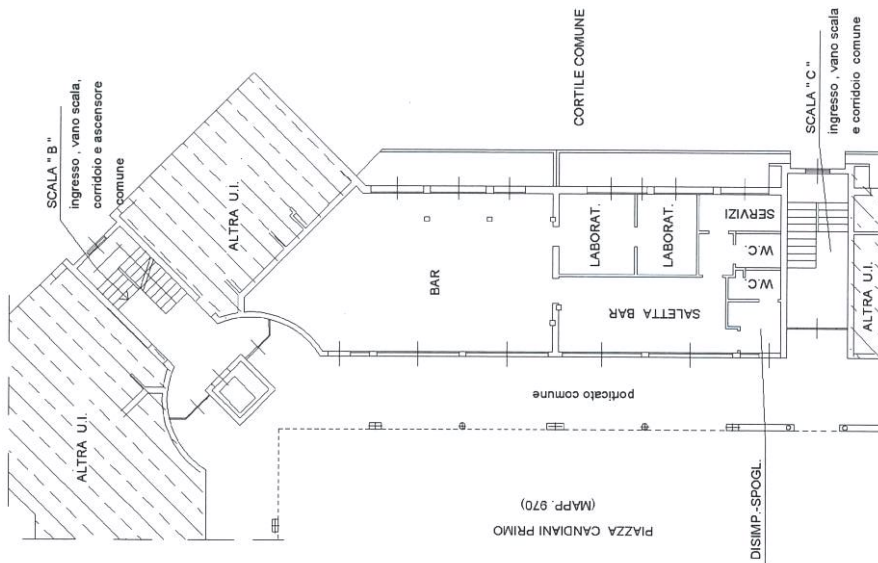 SCALA " B "
ingresso , vano scala,
corridoio e ascensore
comune
ALTRA U.I.
ALTRA U.I.
CORTILE COMUNE
BAR
LABORAT.
LABORAT.
SERVIZI
W.C.
W.C.
SALETTA BAR
SCALA " C "
ingresso , vano scala
e corridoio comune
ALTRA U.I.
porticato comune
DISIMP.-SPOGL.
PIAZZA CANDIANI PRIMO
(MAPP. 970)